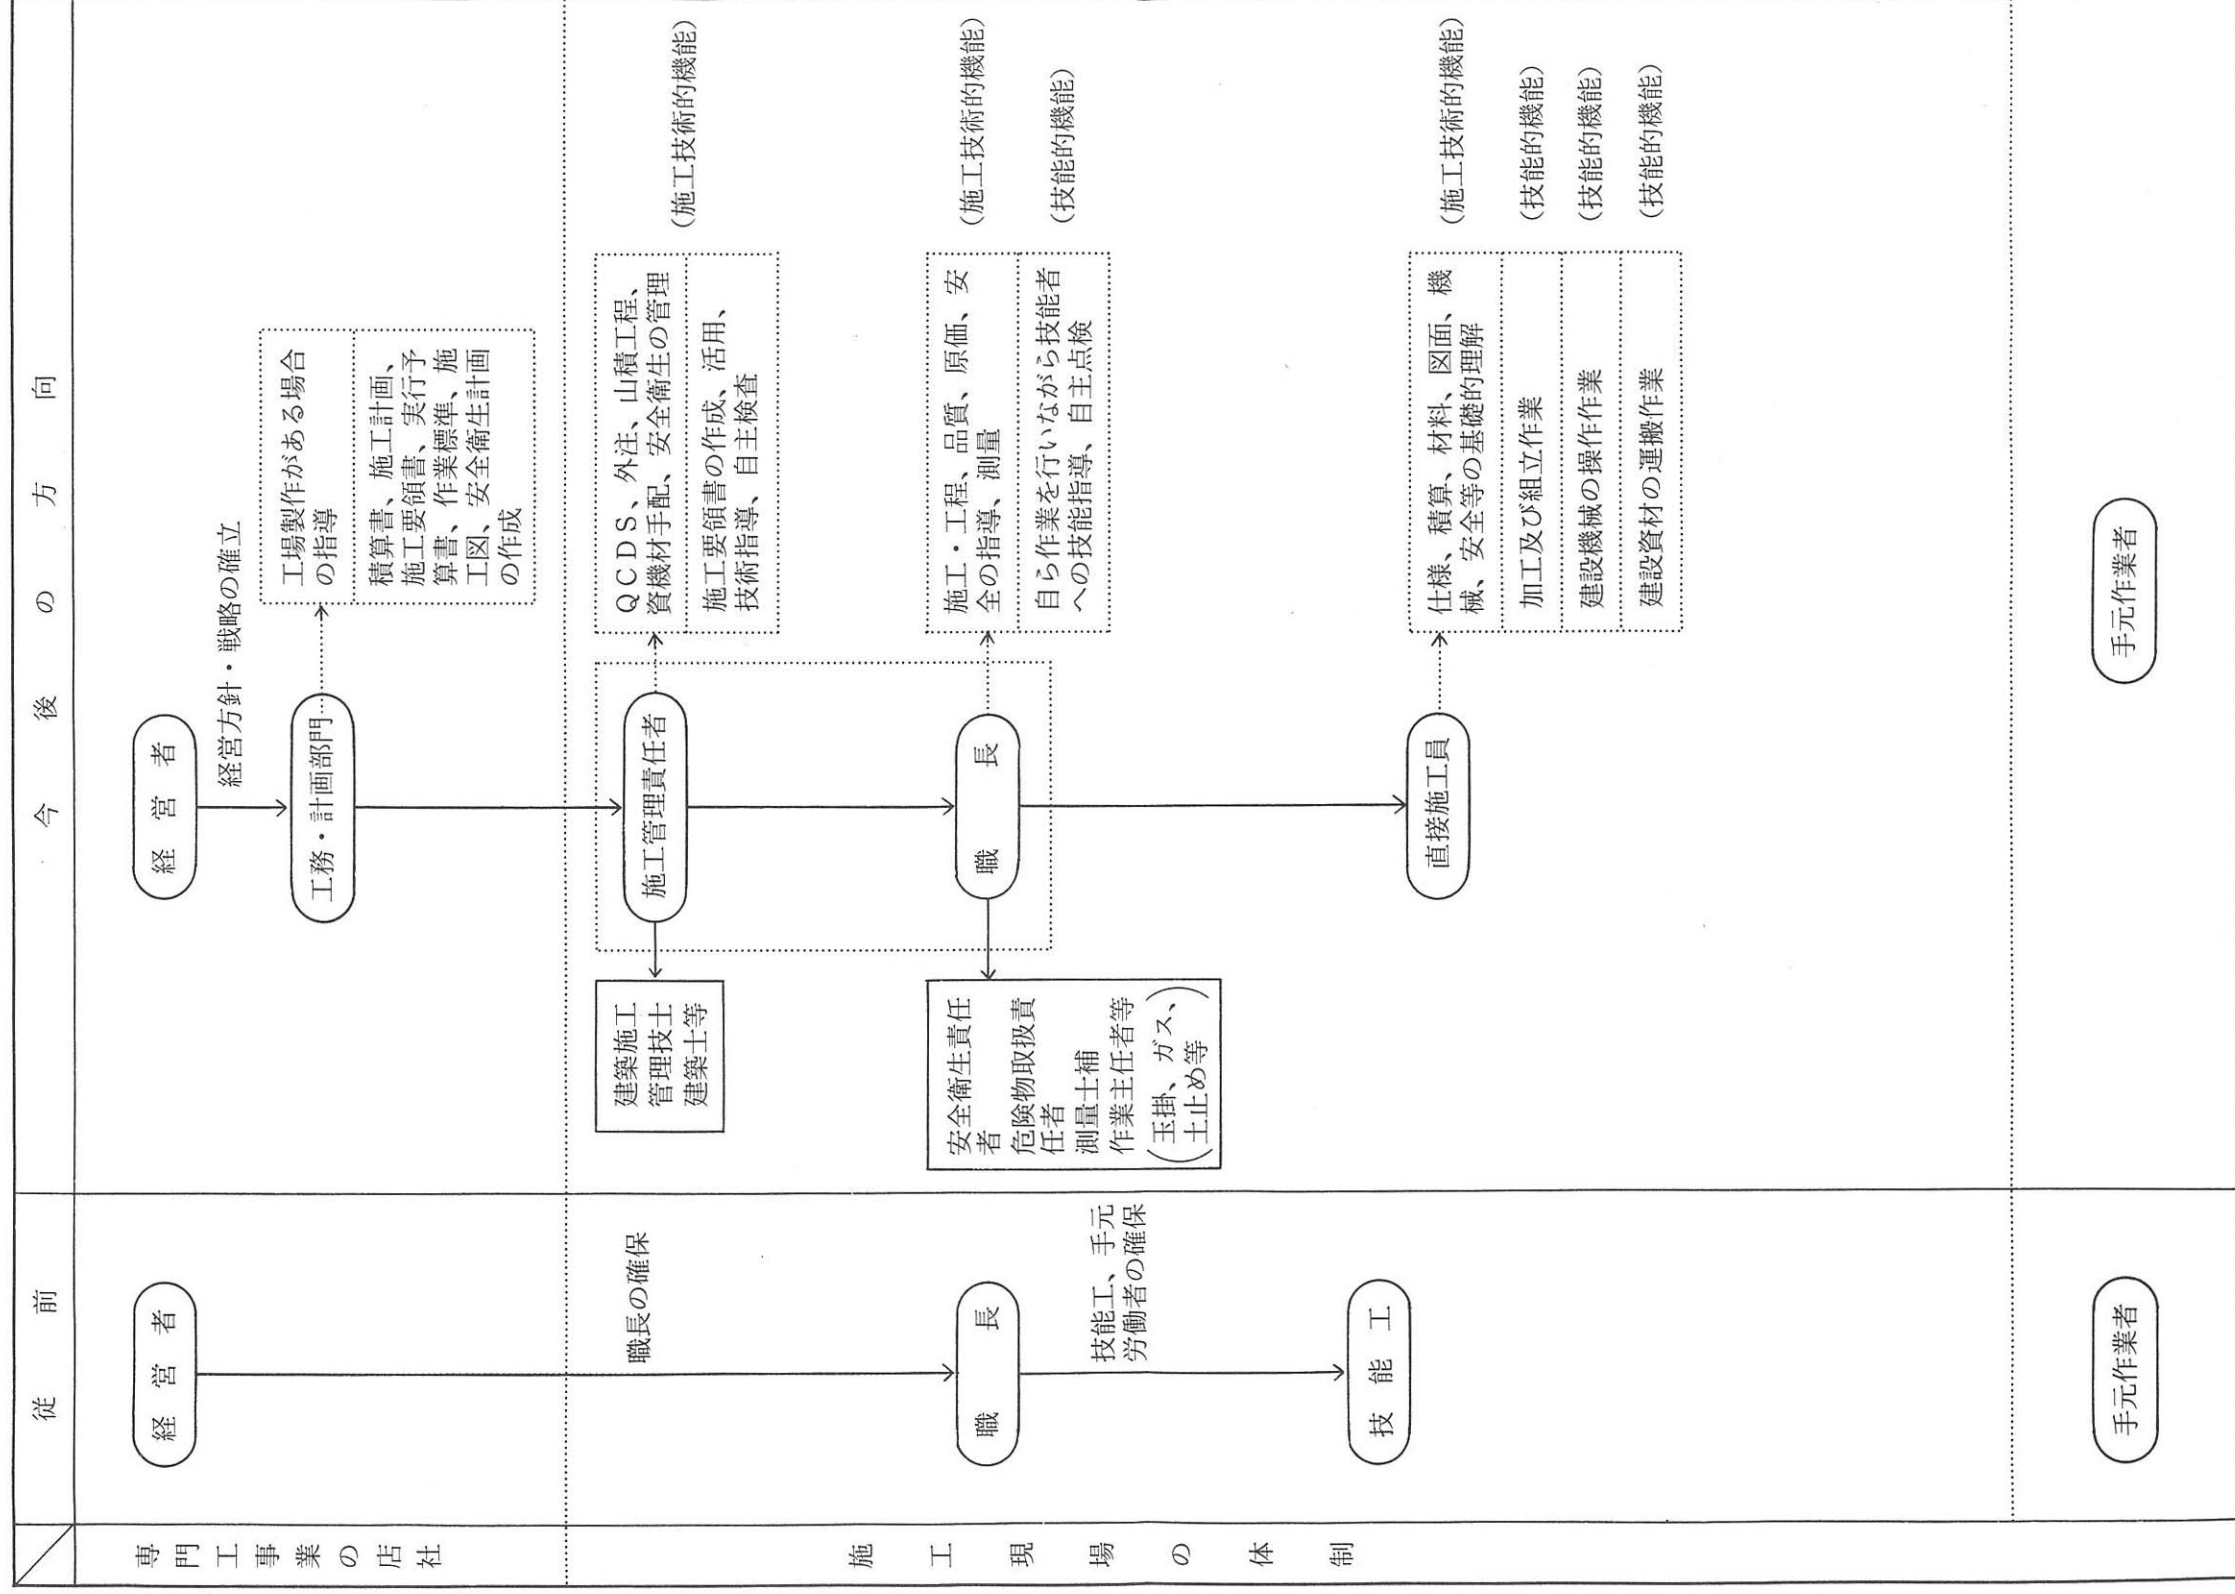 従前
今後の方向
専門工事業の店社
経営者
経営者
経営方針・戦略の確立
工務・計画部門
工場製作がある場合
の指導
積算書、施工計画、
施工要領書、実行予
算書、作業標準、施
工図、安全衛生計画
の作成
施工現場の体制
職長の確保
職長
技能工、手元
労働者の確保
技能工
建築施工
管理技士
建築士等
施工管理責任者
QCDS、外注、山積工程、
資機材手配、安全衛生の管理
(施工技術的機能)
施工要領書の作成、活用、
技術指導、自主検査
安全衛生責任
者
危険物取扱責
任者
測量士補
作業主任者等
(玉掛、ガス、
土止め等)
職長
施工・工程、品質、原価、安
全の指導、測量
(施工技術的機能)
自ら作業を行いながら技能者
への技能指導、自主点検
(技能的機能)
直接施工員
仕様、積算、材料、図面、機
械、安全等の基礎的理解
(施工技術的機能)
加工及び組立作業
(技能的機能)
建設機械の操作作業
(技能的機能)
建設資材の運搬作業
(技能的機能)
手元作業者
手元作業者